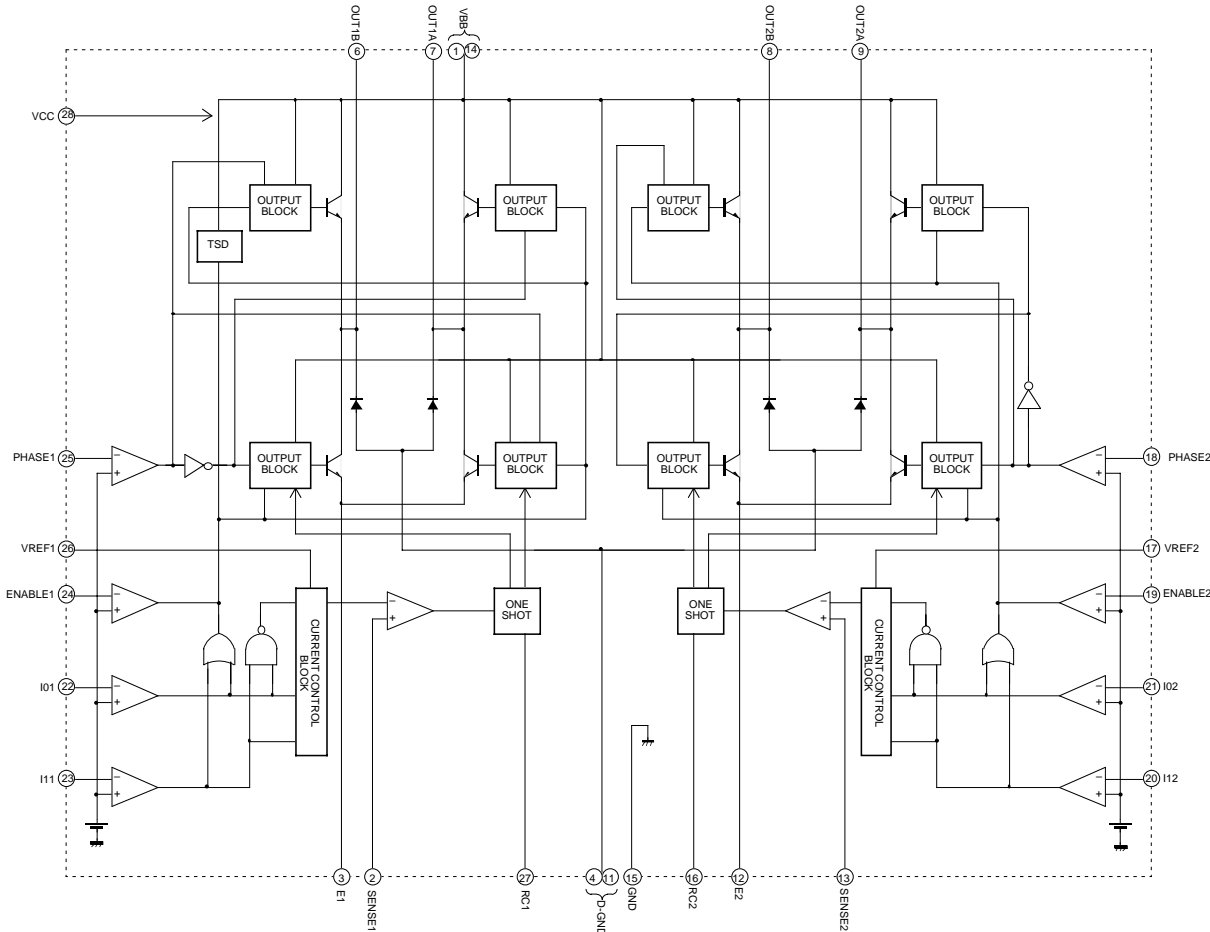 OUT1B
OUT1A
VBB
OUT2B
OUT2A
6
7
1
14
8
9
VCC
28
OUTPUT
BLOCK
OUTPUT
BLOCK
OUTPUT
BLOCK
OUTPUT
BLOCK
TSD
PHASE1
25
OUTPUT
BLOCK
OUTPUT
BLOCK
OUTPUT
BLOCK
OUTPUT
BLOCK
18
PHASE2
−
+
−
+
VREF1
26
17
VREF2
ENABLE1
24
19
ENABLE2
−
+
CURRENT CONTROL
BLOCK
−
+
ONE
SHOT
ONE
SHOT
−
+
CURRENT CONTROL
BLOCK
−
+
I01
22
−
+
−
+
21
I02
I11
23
−
+
−
+
20
I12
3
2
27
4
11
15
16
12
13
E1
SENSE1
RC1
D-GND
GND
RC2
E2
SENSE2